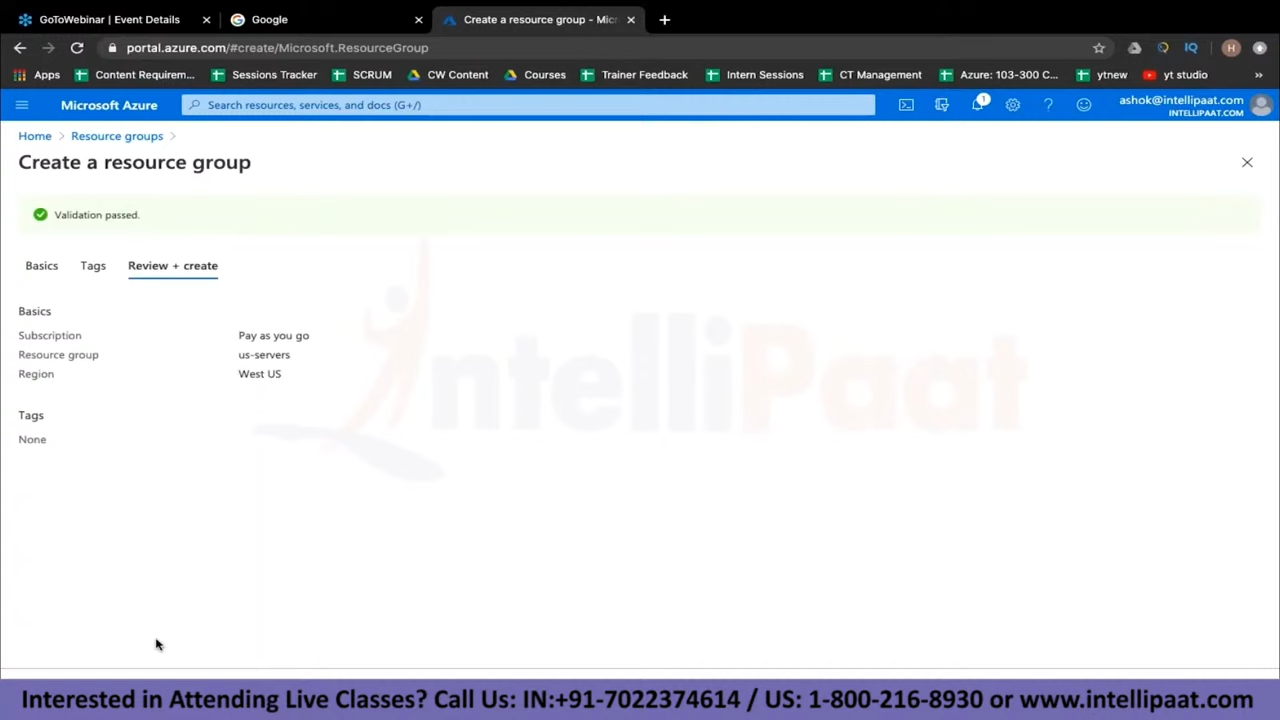 GoToWebinar | Event Details
Google
Create a resource group - Micr
portal.azure.com/#create/Microsoft.ResourceGroup
IQ
H
Apps
Content Requirem...
Sessions Tracker
SCRUM
CW Content
Courses
Trainer Feedback
Intern Sessions
CT Management
Azure: 103-300 C...
ytnew
yt studio
»
Microsoft Azure
Search resources, services, and docs (G+/)
1
ashok@intellipaat.com
INTELLIPAAT.COM
Home > Resource groups >
Create a resource group
Validation passed.
Basics
Tags
Review + create
Basics
Subscription Pay as you go
Resource group us-servers
Region West US
Tags
None
IntelliPaat
Interested in Attending Live Classes? Call Us: IN:+91-7022374614 / US: 1-800-216-8930 or www.intellipaat.com